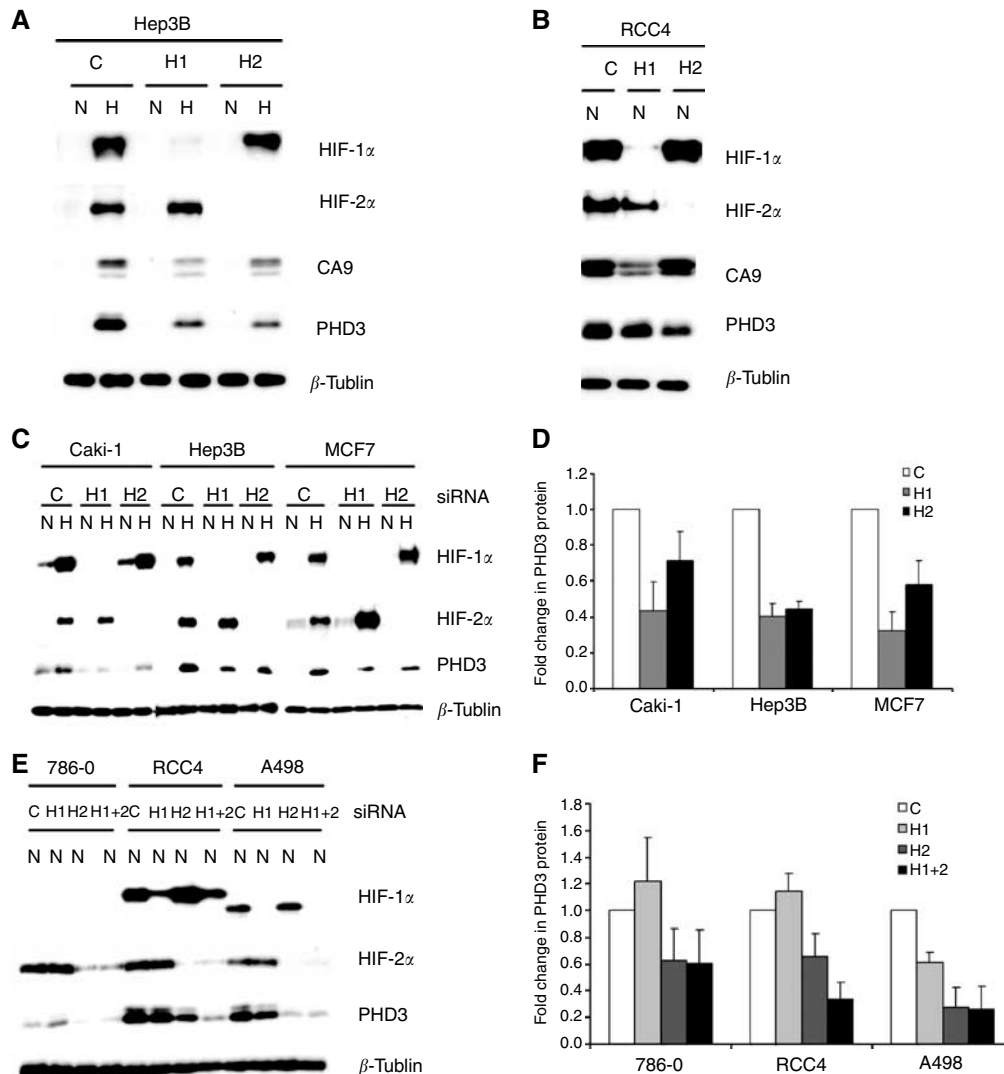 A
Hep3B
C H1 H2
N H N H N H
HIF-1α
HIF-2α
CA9
PHD3
β-Tublin
B
RCC4
C H1 H2
N N N
HIF-1α
HIF-2α
CA9
PHD3
β-Tublin
C
Caki-1 Hep3B MCF7
C H1 H2 C H1 H2 C H1 H2 siRNA
N H N H N H N H N H N H N H N H N H
HIF-1α
HIF-2α
PHD3
β-Tublin
D
Fold change in PHD3 protein
1.2
1.0
0.8
0.6
0.4
0.2
0.0
C
H1
H2
Caki-1 Hep3B MCF7
E
786-0 RCC4 A498
C H1 H2 H1+2 C H1 H2 H1+2 C H1 H2 H1+2 siRNA
N N N N N N N N N N N N
HIF-1α
HIF-2α
PHD3
β-Tublin
F
Fold change in PHD3 protein
1.8
1.6
1.4
1.2
1.0
0.8
0.6
0.4
0.2
0.0
C
H1
H2
H1+2
786-0 RCC4 A498